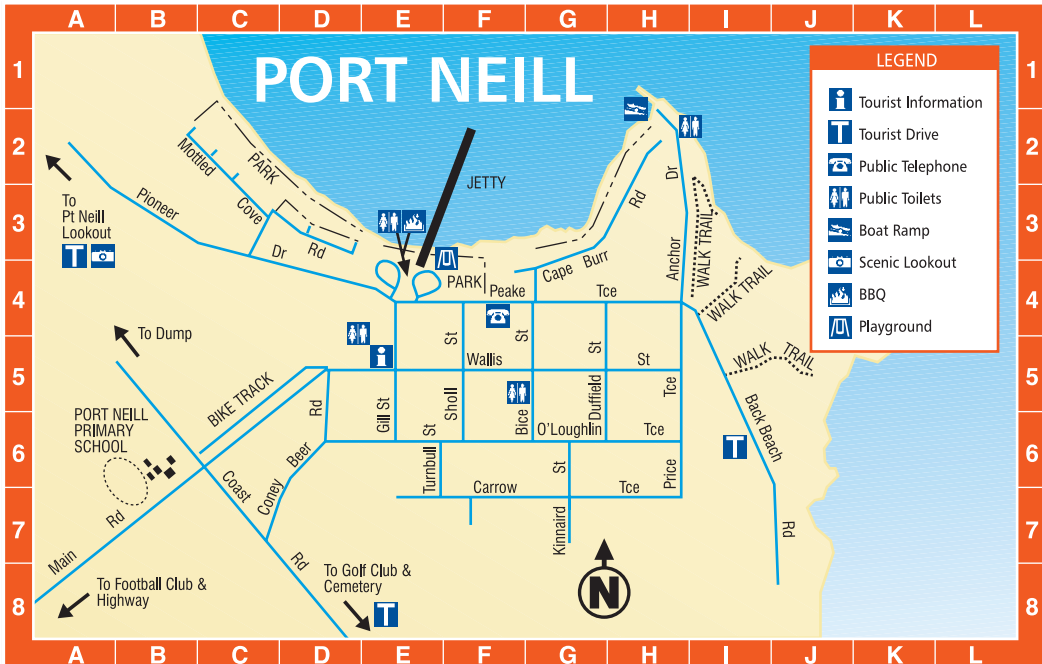 A B C D E F G H I J K L
1
2
3
4
5
6
7
8
1
2
3
4
5
6
7
8
PORT NEILL
LEGEND
Tourist Information
Tourist Drive
Public Telephone
Public Toilets
Boat Ramp
Scenic Lookout
BBQ
Playground
JETTY
PARK
Mottled
Cove
Rd
Pioneer
Dr
To
Pt Neill
Lookout
PARK
Peake
Tce
Cape Burr
Rd
Anchor
Dr
WALK TRAIL
WALK TRAIL
WALK TRAIL
To Dump
BIKE TRACK
PORT NEILL
PRIMARY
SCHOOL
Wallis
St
Gill St
Sholl
St
Bice
St
Duffield
St
Price
Tce
O'Loughlin
Tce
Turnbull
St
Carrow
Tce
Kinnaird
St
Back Beach
Rd
Coney
Beer
Rd
Coast
Rd
Main
Rd
To Football Club &
Highway
To Golf Club &
Cemetery
N
A B C D E F G H I J K L